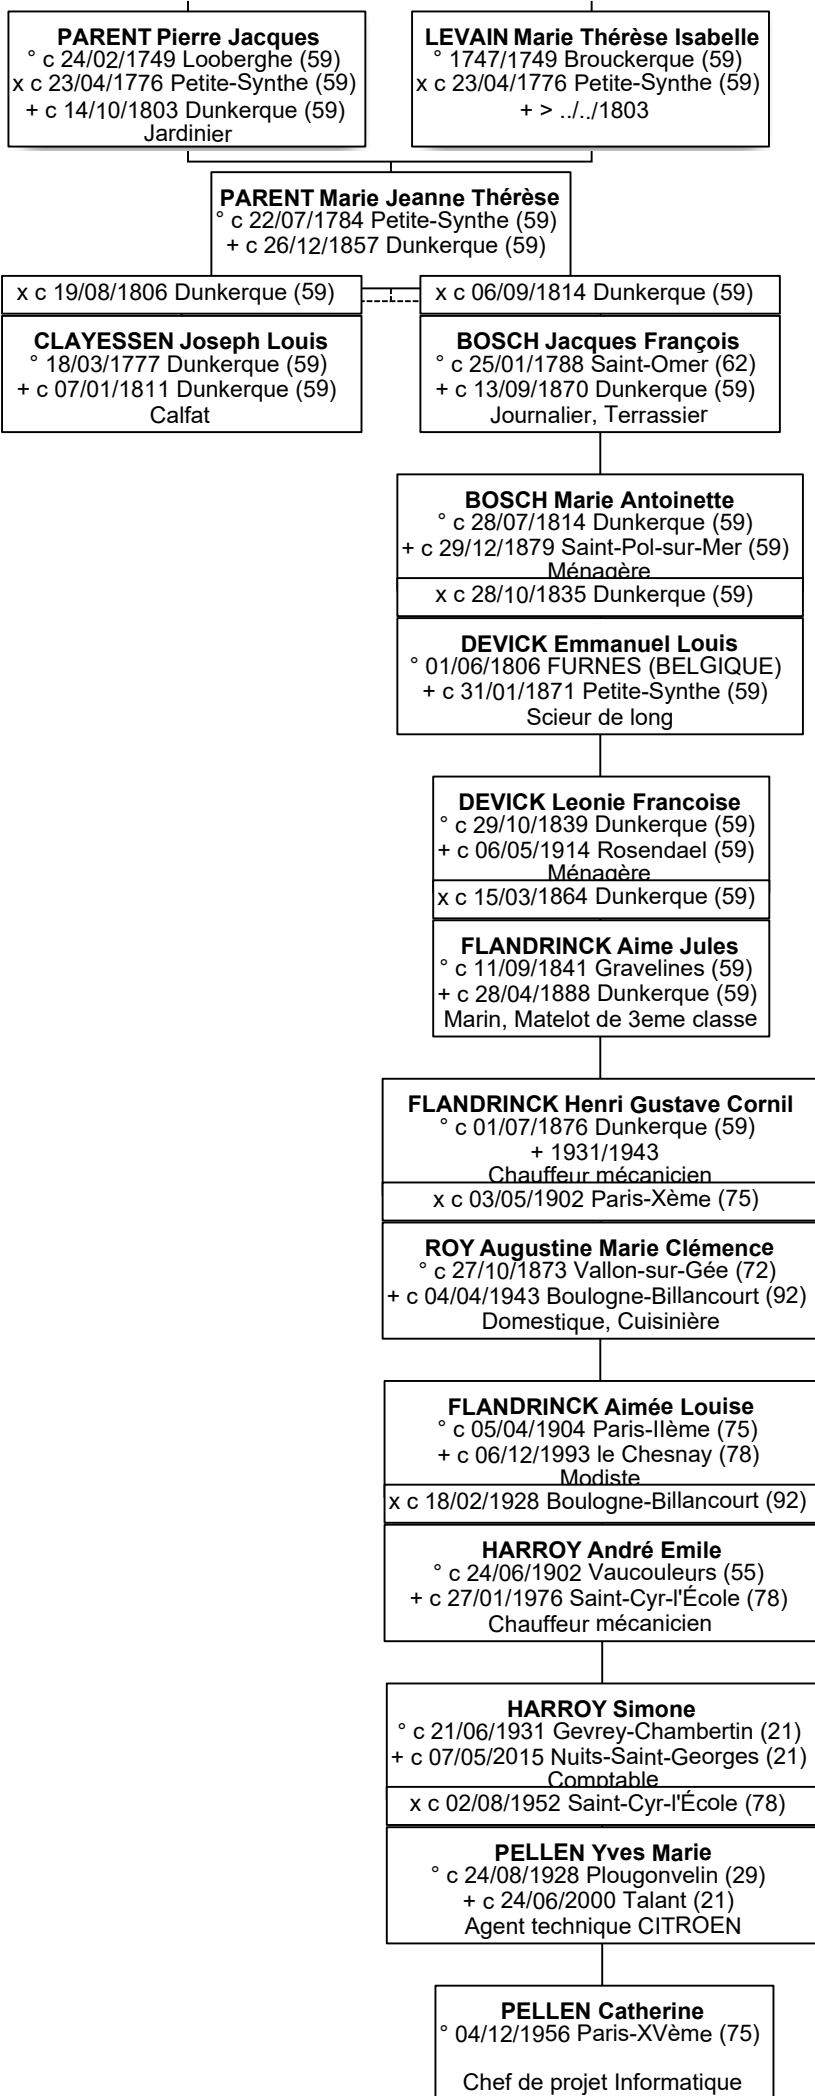 PARENT Pierre Jacques
° c 24/02/1749 Looberghe (59)
x c 23/04/1776 Petite-Synthe (59)
+ c 14/10/1803 Dunkerque (59)
Jardinier
LEVAIN Marie Thérèse Isabelle
° 1747/1749 Brouckerque (59)
x c 23/04/1776 Petite-Synthe (59)
+ > ../../1803
PARENT Marie Jeanne Thérèse
° c 22/07/1784 Petite-Synthe (59)
+ c 26/12/1857 Dunkerque (59)
x c 19/08/1806 Dunkerque (59)
CLAYESSEN Joseph Louis
° 18/03/1777 Dunkerque (59)
+ c 07/01/1811 Dunkerque (59)
Calfat
x c 06/09/1814 Dunkerque (59)
BOSCH Jacques François
° c 25/01/1788 Saint-Omer (62)
+ c 13/09/1870 Dunkerque (59)
Journalier, Terrassier
BOSCH Marie Antoinette
° c 28/07/1814 Dunkerque (59)
+ c 29/12/1879 Saint-Pol-sur-Mer (59)
Ménagère
x c 28/10/1835 Dunkerque (59)
DEVICK Emmanuel Louis
° 01/06/1806 FURNES (BELGIQUE)
+ c 31/01/1871 Petite-Synthe (59)
Scieur de long
DEVICK Leonie Francoise
° c 29/10/1839 Dunkerque (59)
+ c 06/05/1914 Rosendael (59)
Ménagère
x c 15/03/1864 Dunkerque (59)
FLANDRINCK Aime Jules
° c 11/09/1841 Gravelines (59)
+ c 28/04/1888 Dunkerque (59)
Marin, Matelot de 3eme classe
FLANDRINCK Henri Gustave Cornil
° c 01/07/1876 Dunkerque (59)
+ 1931/1943
Chauffeur mécanicien
x c 03/05/1902 Paris-Xème (75)
ROY Augustine Marie Clémence
° c 27/10/1873 Vallon-sur-Gée (72)
+ c 04/04/1943 Boulogne-Billancourt (92)
Domestique, Cuisinière
FLANDRINCK Aimée Louise
° c 05/04/1904 Paris-IIème (75)
+ c 06/12/1993 le Chesnay (78)
Modiste
x c 18/02/1928 Boulogne-Billancourt (92)
HARROY André Emile
° c 24/06/1902 Vaucouleurs (55)
+ c 27/01/1976 Saint-Cyr-l'École (78)
Chauffeur mécanicien
HARROY Simone
° c 21/06/1931 Gevrey-Chambertin (21)
+ c 07/05/2015 Nuits-Saint-Georges (21)
Comptable
x c 02/08/1952 Saint-Cyr-l'École (78)
PELLEN Yves Marie
° c 24/08/1928 Plougonvelin (29)
+ c 24/06/2000 Talant (21)
Agent technique CITROEN
PELLEN Catherine
° 04/12/1956 Paris-XVème (75)
Chef de projet Informatique